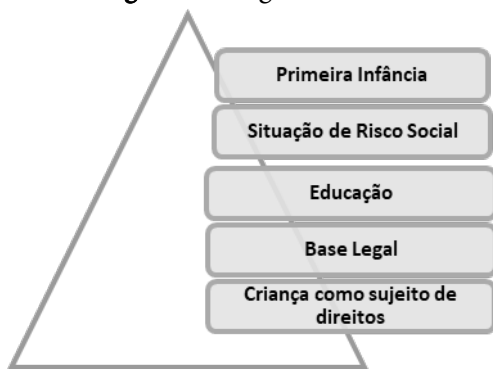 Primeira Infância
Situação de Risco Social
Educação
Base Legal
Criança como sujeito de
direitos